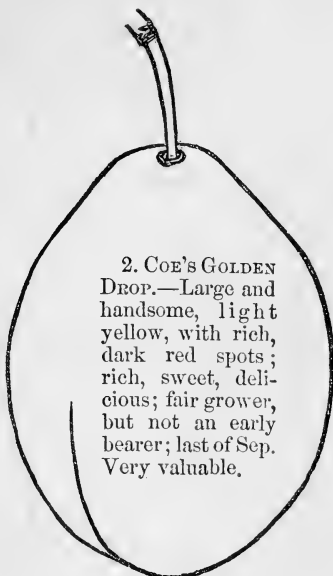 2. COE'S GOLDEN
DROP.—Large and
handsome, light
yellow, with rich,
dark red spots;
rich, sweet, deli-
cious; fair grower,
but not an early
bearer; last of Sep.
Very valuable.